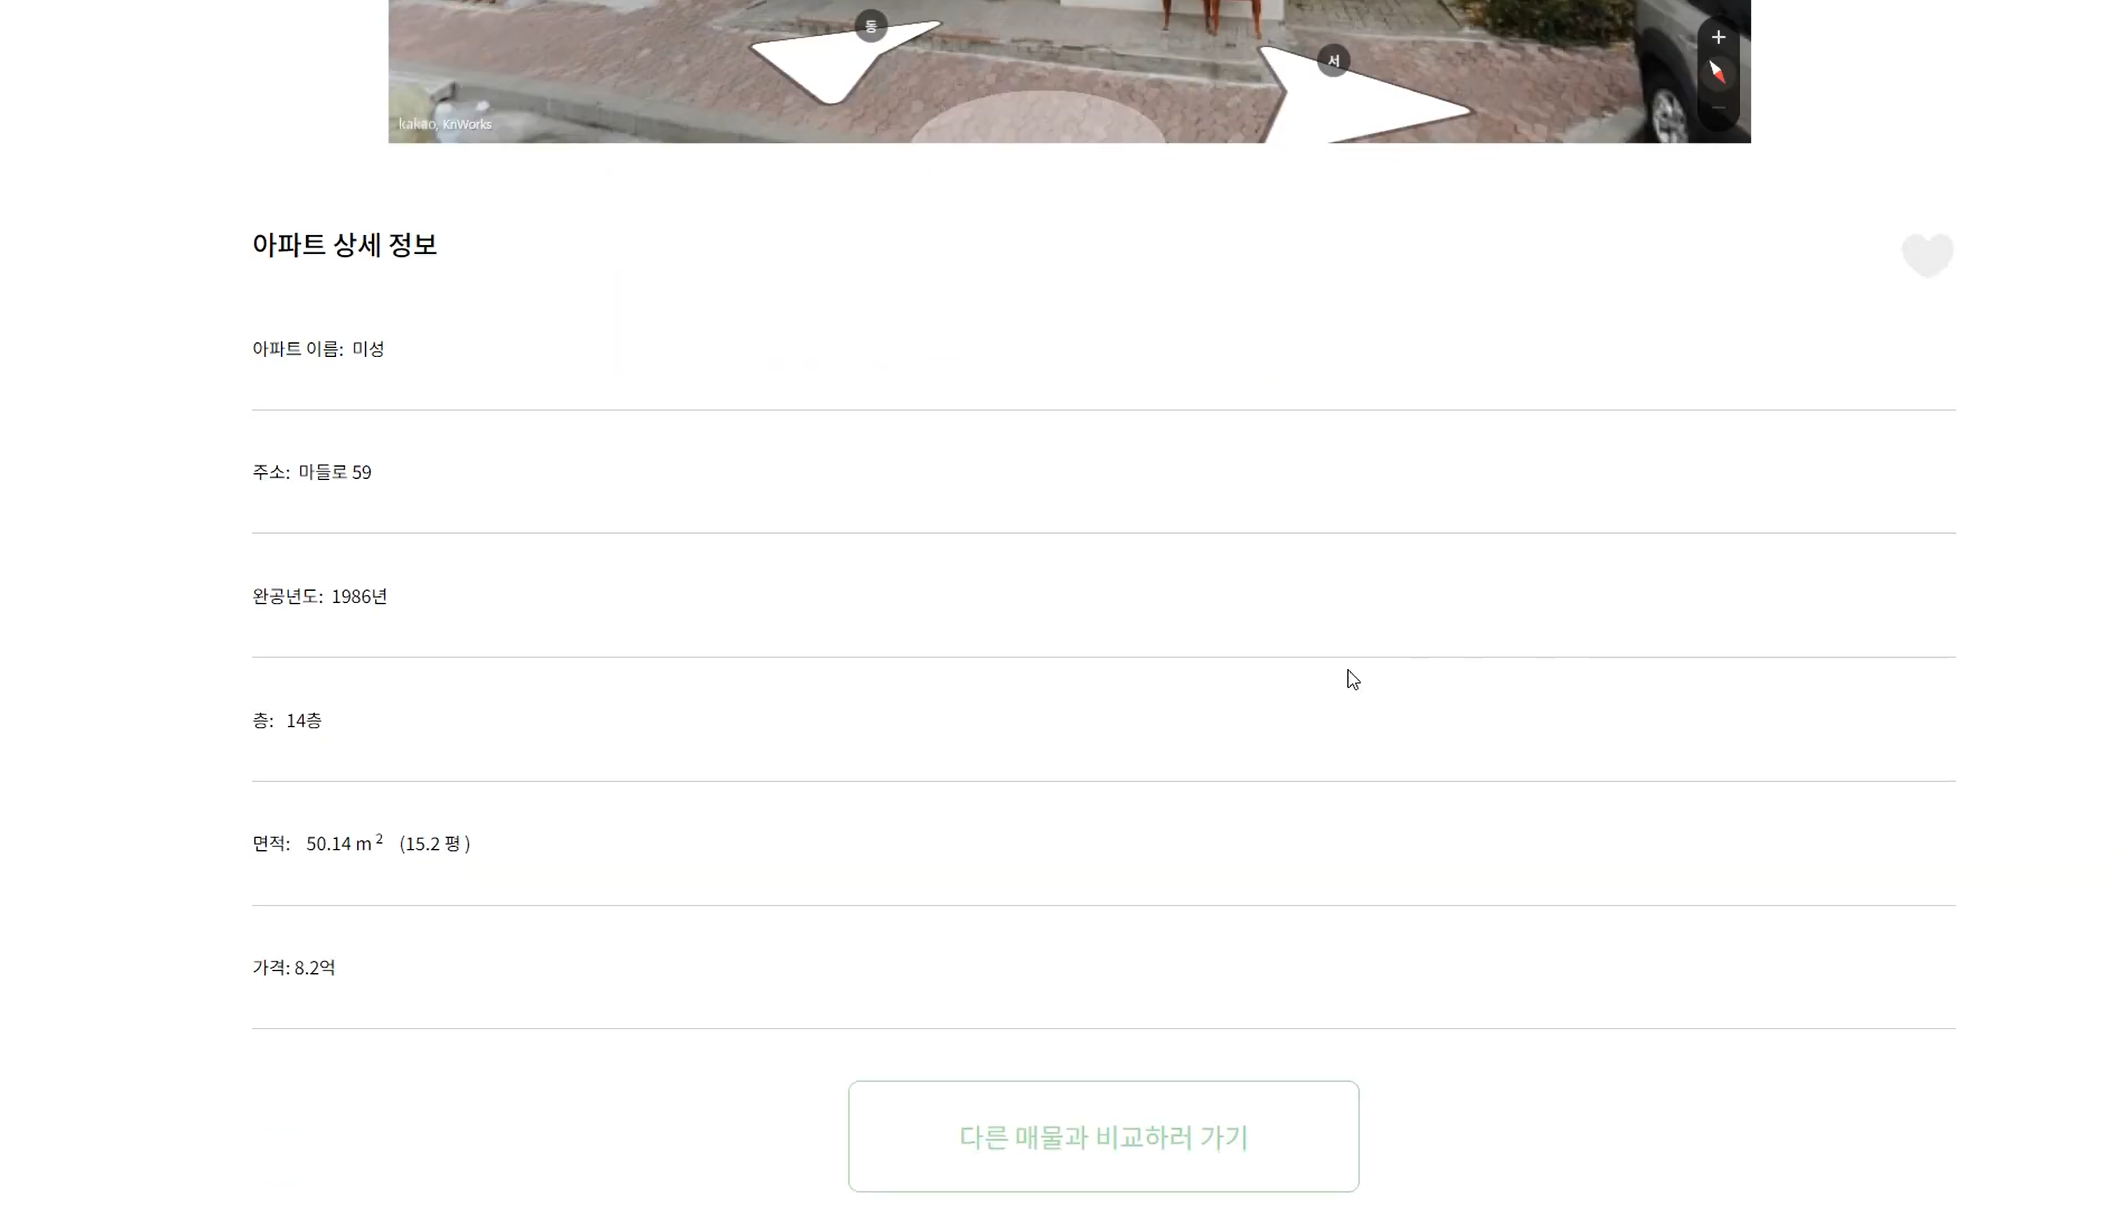 동
서
+
−
kakao, KnWorks
아파트 상세 정보
아파트 이름: 미성
주소: 마들로 59
완공년도: 1986년
층: 14층
면적: 50.14 m 2 (15.2 평 )
가격: 8.2억
다른 매물과 비교하러 가기